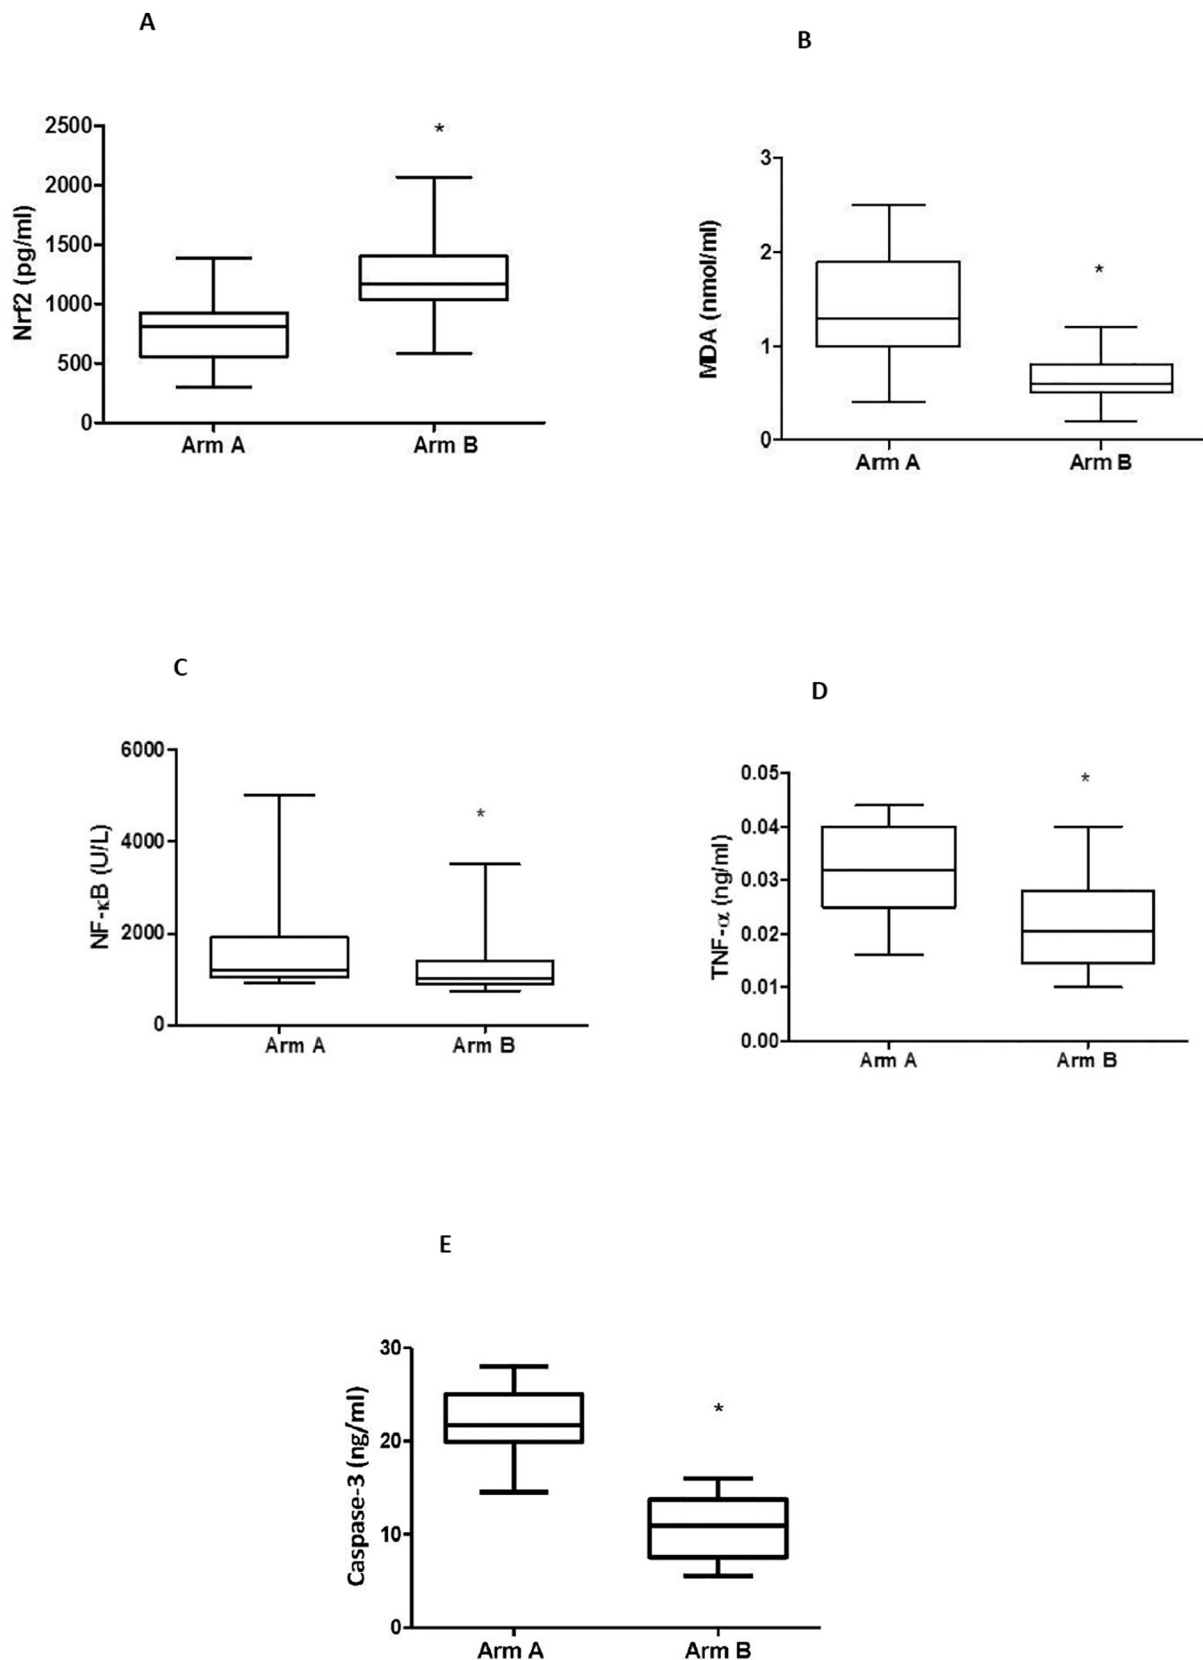 A
2500
2000
1500
1000
500
0
Nrf2 (pg/ml)
*
Arm A
Arm B
B
3
2
1
0
MDA (nmol/ml)
*
Arm A
Arm B
C
6000
4000
2000
0
NF-κB (U/L)
*
Arm A
Arm B
D
0.05
0.04
0.03
0.02
0.01
0.00
TNF-α (ng/ml)
*
Arm A
Arm B
E
30
20
10
0
Caspase-3 (ng/ml)
*
Arm A
Arm B